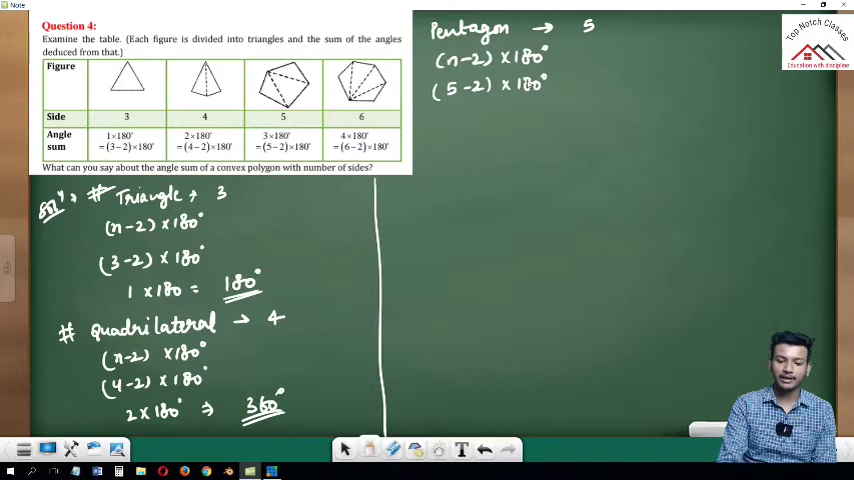 Note
Question 4:
Examine the table. (Each figure is divided into triangles and the sum of the angles
deduced from that.}
Figure
Side 3 4 5 6
Angle sum 1×180° 2×180° 3×180° 4×180°
=(3−2)×180° =(4−2)×180° =(5−2)×180° =(6−2)×180°
What can you say about the angle sum of a convex polygon with number of sides?
Solⁿ: # Triangle → 3
(n-2) × 180°
(3-2) × 180°
1 × 180 = 180°
# Quadrilateral → 4
(n-2) × 180°
(4-2) × 180°
2 × 180° ⇒ 360°
Pentagon → 5
(n-2) × 180°
(5-2) × 180°
Top Notch Classes
Education with discipline